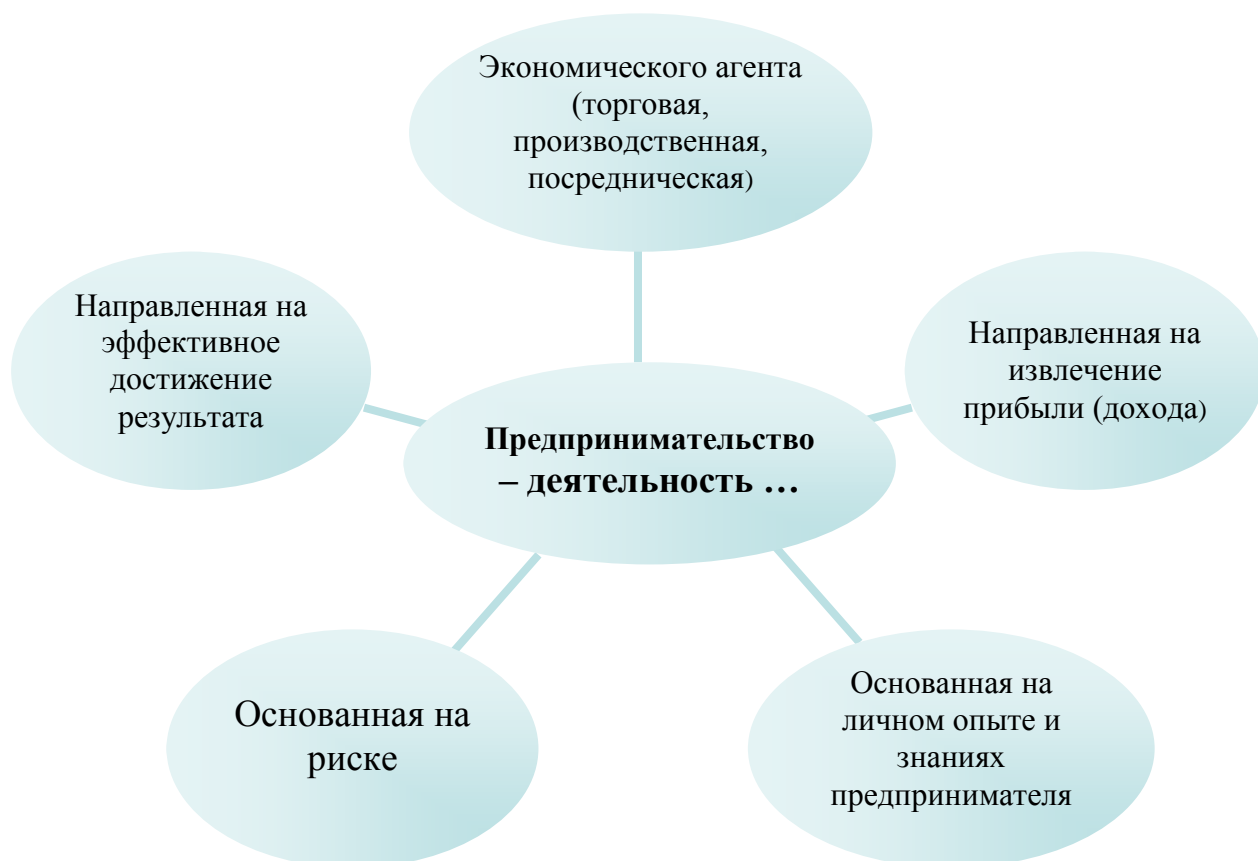 Экономического агента
(торговая,
производственная,
посредническая)
Направленная на
эффективное
достижение
результата
Направленная на
извлечение
прибыли (дохода)
Предпринимательство
– деятельность ...
Основанная на
риске
Основанная на
личном опыте и
знаниях
предпринимателя